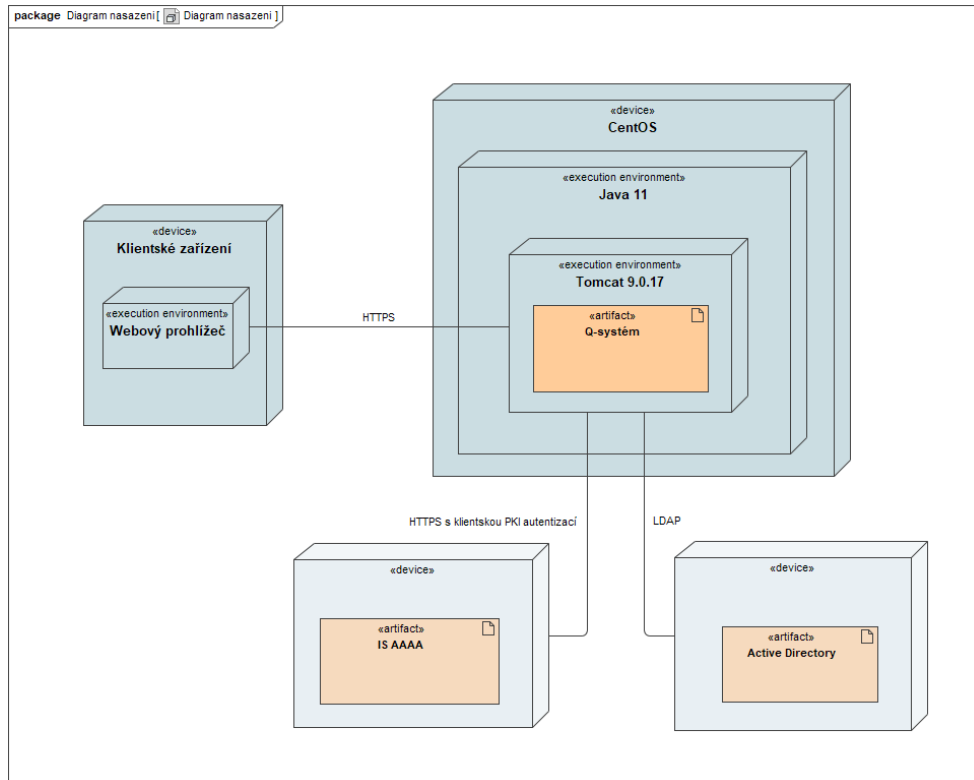 package Diagram nasazeni [ Diagram nasazeni ]
«device»
CentOS
«execution environment»
Java 11
«device»
Klientské zařízení
«execution environment»
Tomcat 9.0.17
«execution environment»
Webový prohlížeč
HTTPS
«artifact»
Q-systém
HTTPS s klientskou PKI autentizací
LDAP
«device»
«artifact»
IS AAAA
«device»
«artifact»
Active Directory